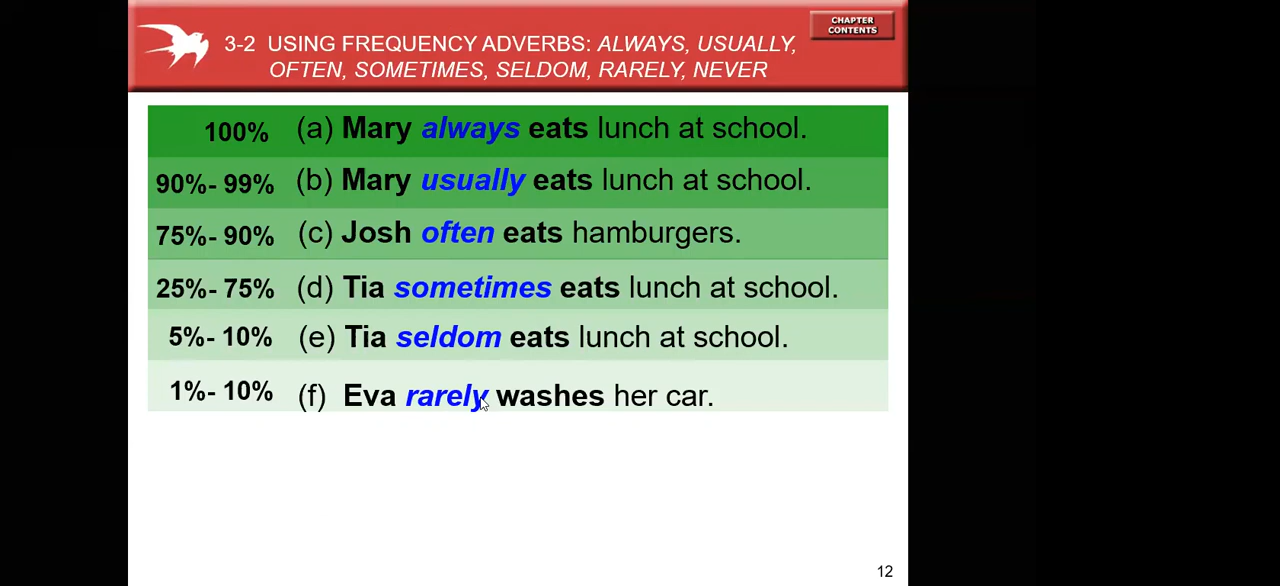 CHAPTER
CONTENTS
3-2 USING FREQUENCY ADVERBS: ALWAYS, USUALLY,
OFTEN, SOMETIMES, SELDOM, RARELY, NEVER
100% (a) Mary always eats lunch at school.
90%- 99% (b) Mary usually eats lunch at school.
75%- 90% (c) Josh often eats hamburgers.
25%- 75% (d) Tia sometimes eats lunch at school.
5%- 10% (e) Tia seldom eats lunch at school.
1%- 10% (f) Eva rarely washes her car.
12